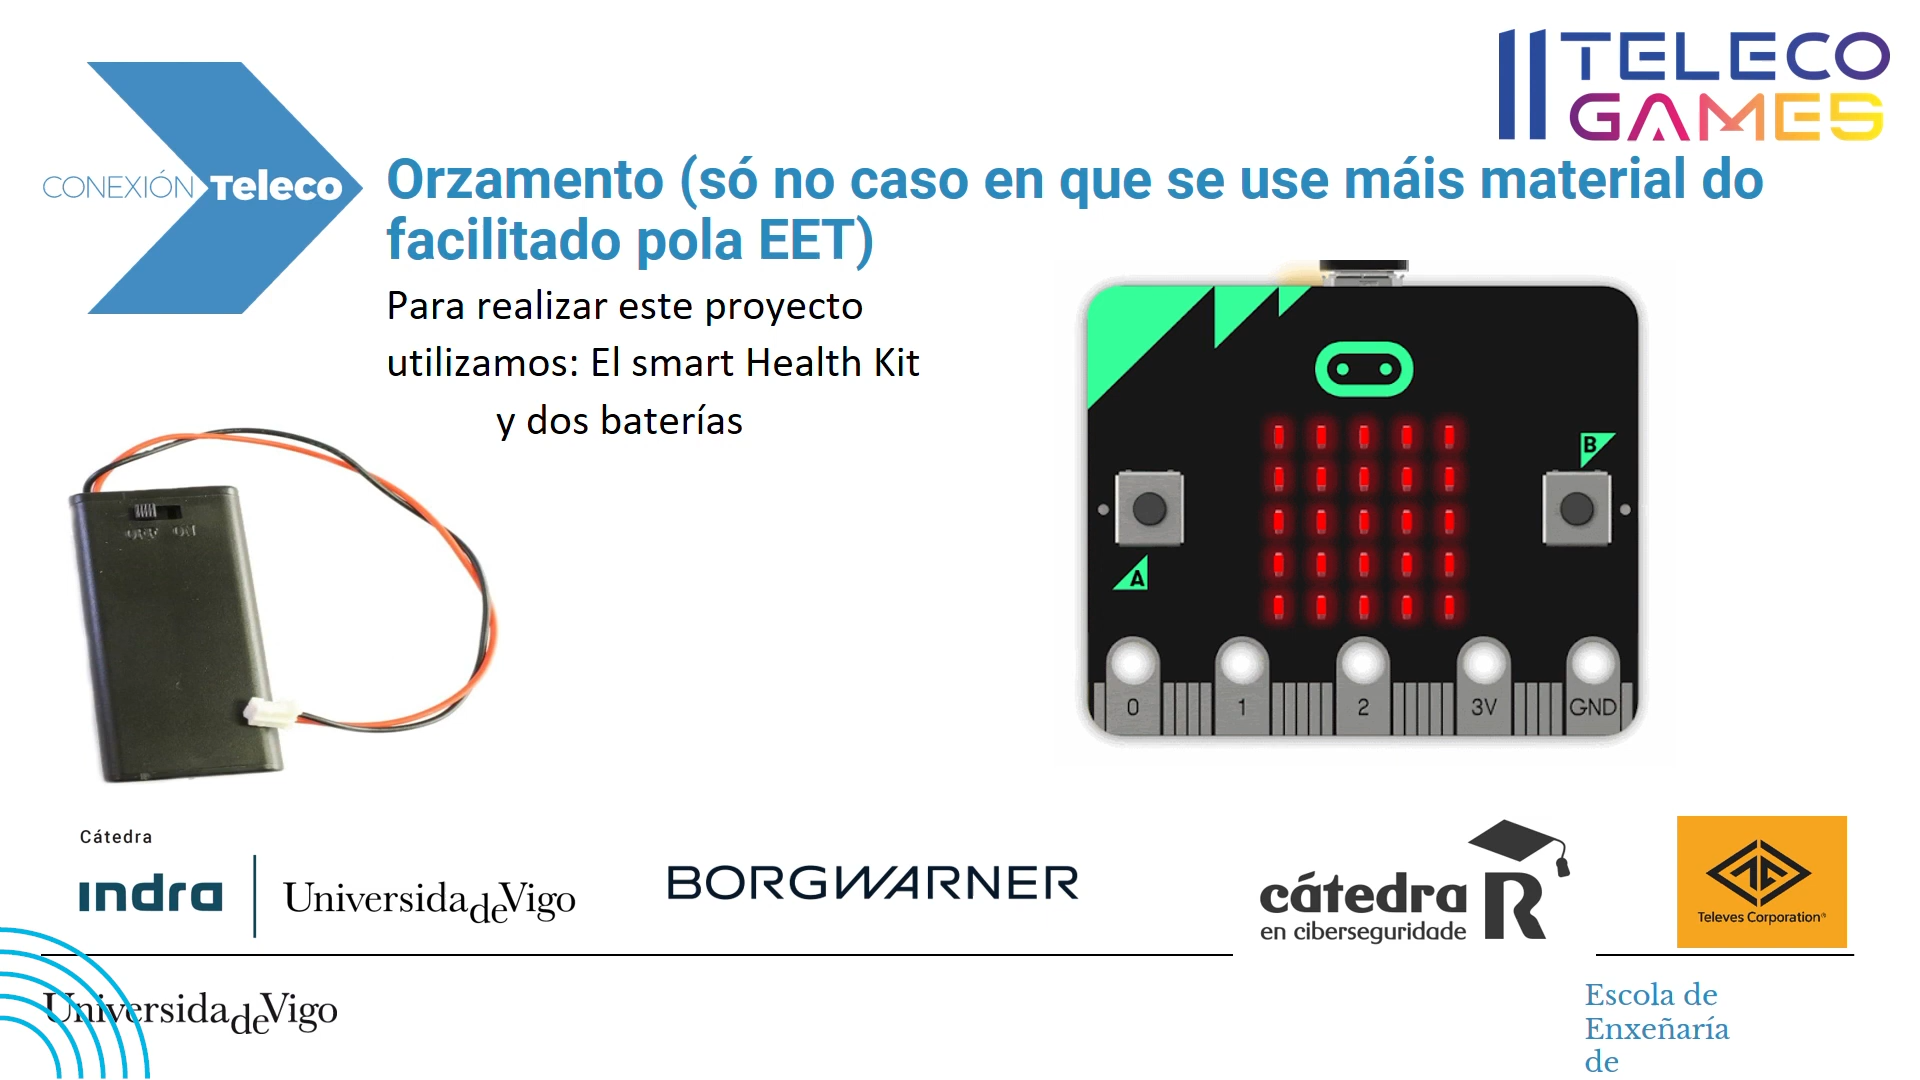 TELECO
GAMES
CONEXIÓN Teleco
Orzamento (só no caso en que se use máis material do
facilitado pola EET)
Para realizar este proyecto
utilizamos: El smart Health Kit
y dos baterías
OFF ON
B
A
0 1 2 3V GND
Cátedra
indra
UniversidadeVigo
BORGWARNER
cátedra R
en ciberseguridade
Televes Corporation®
UniversidadeVigo
Escola de
Enxeñaría
de